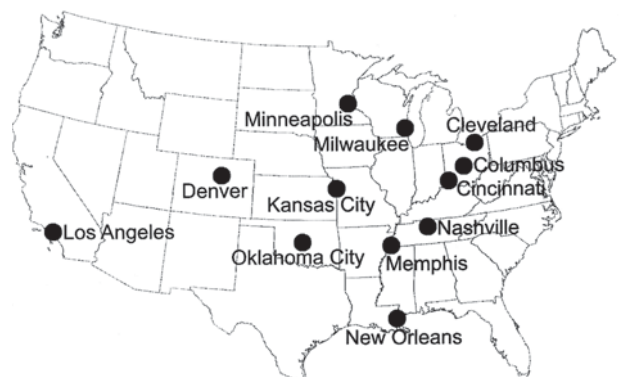 Minneapolis
Milwaukee
Cleveland
Columbus
Denver
Cincinnati
Kansas City
Los Angeles
Nashville
Oklahoma City
Memphis
New Orleans